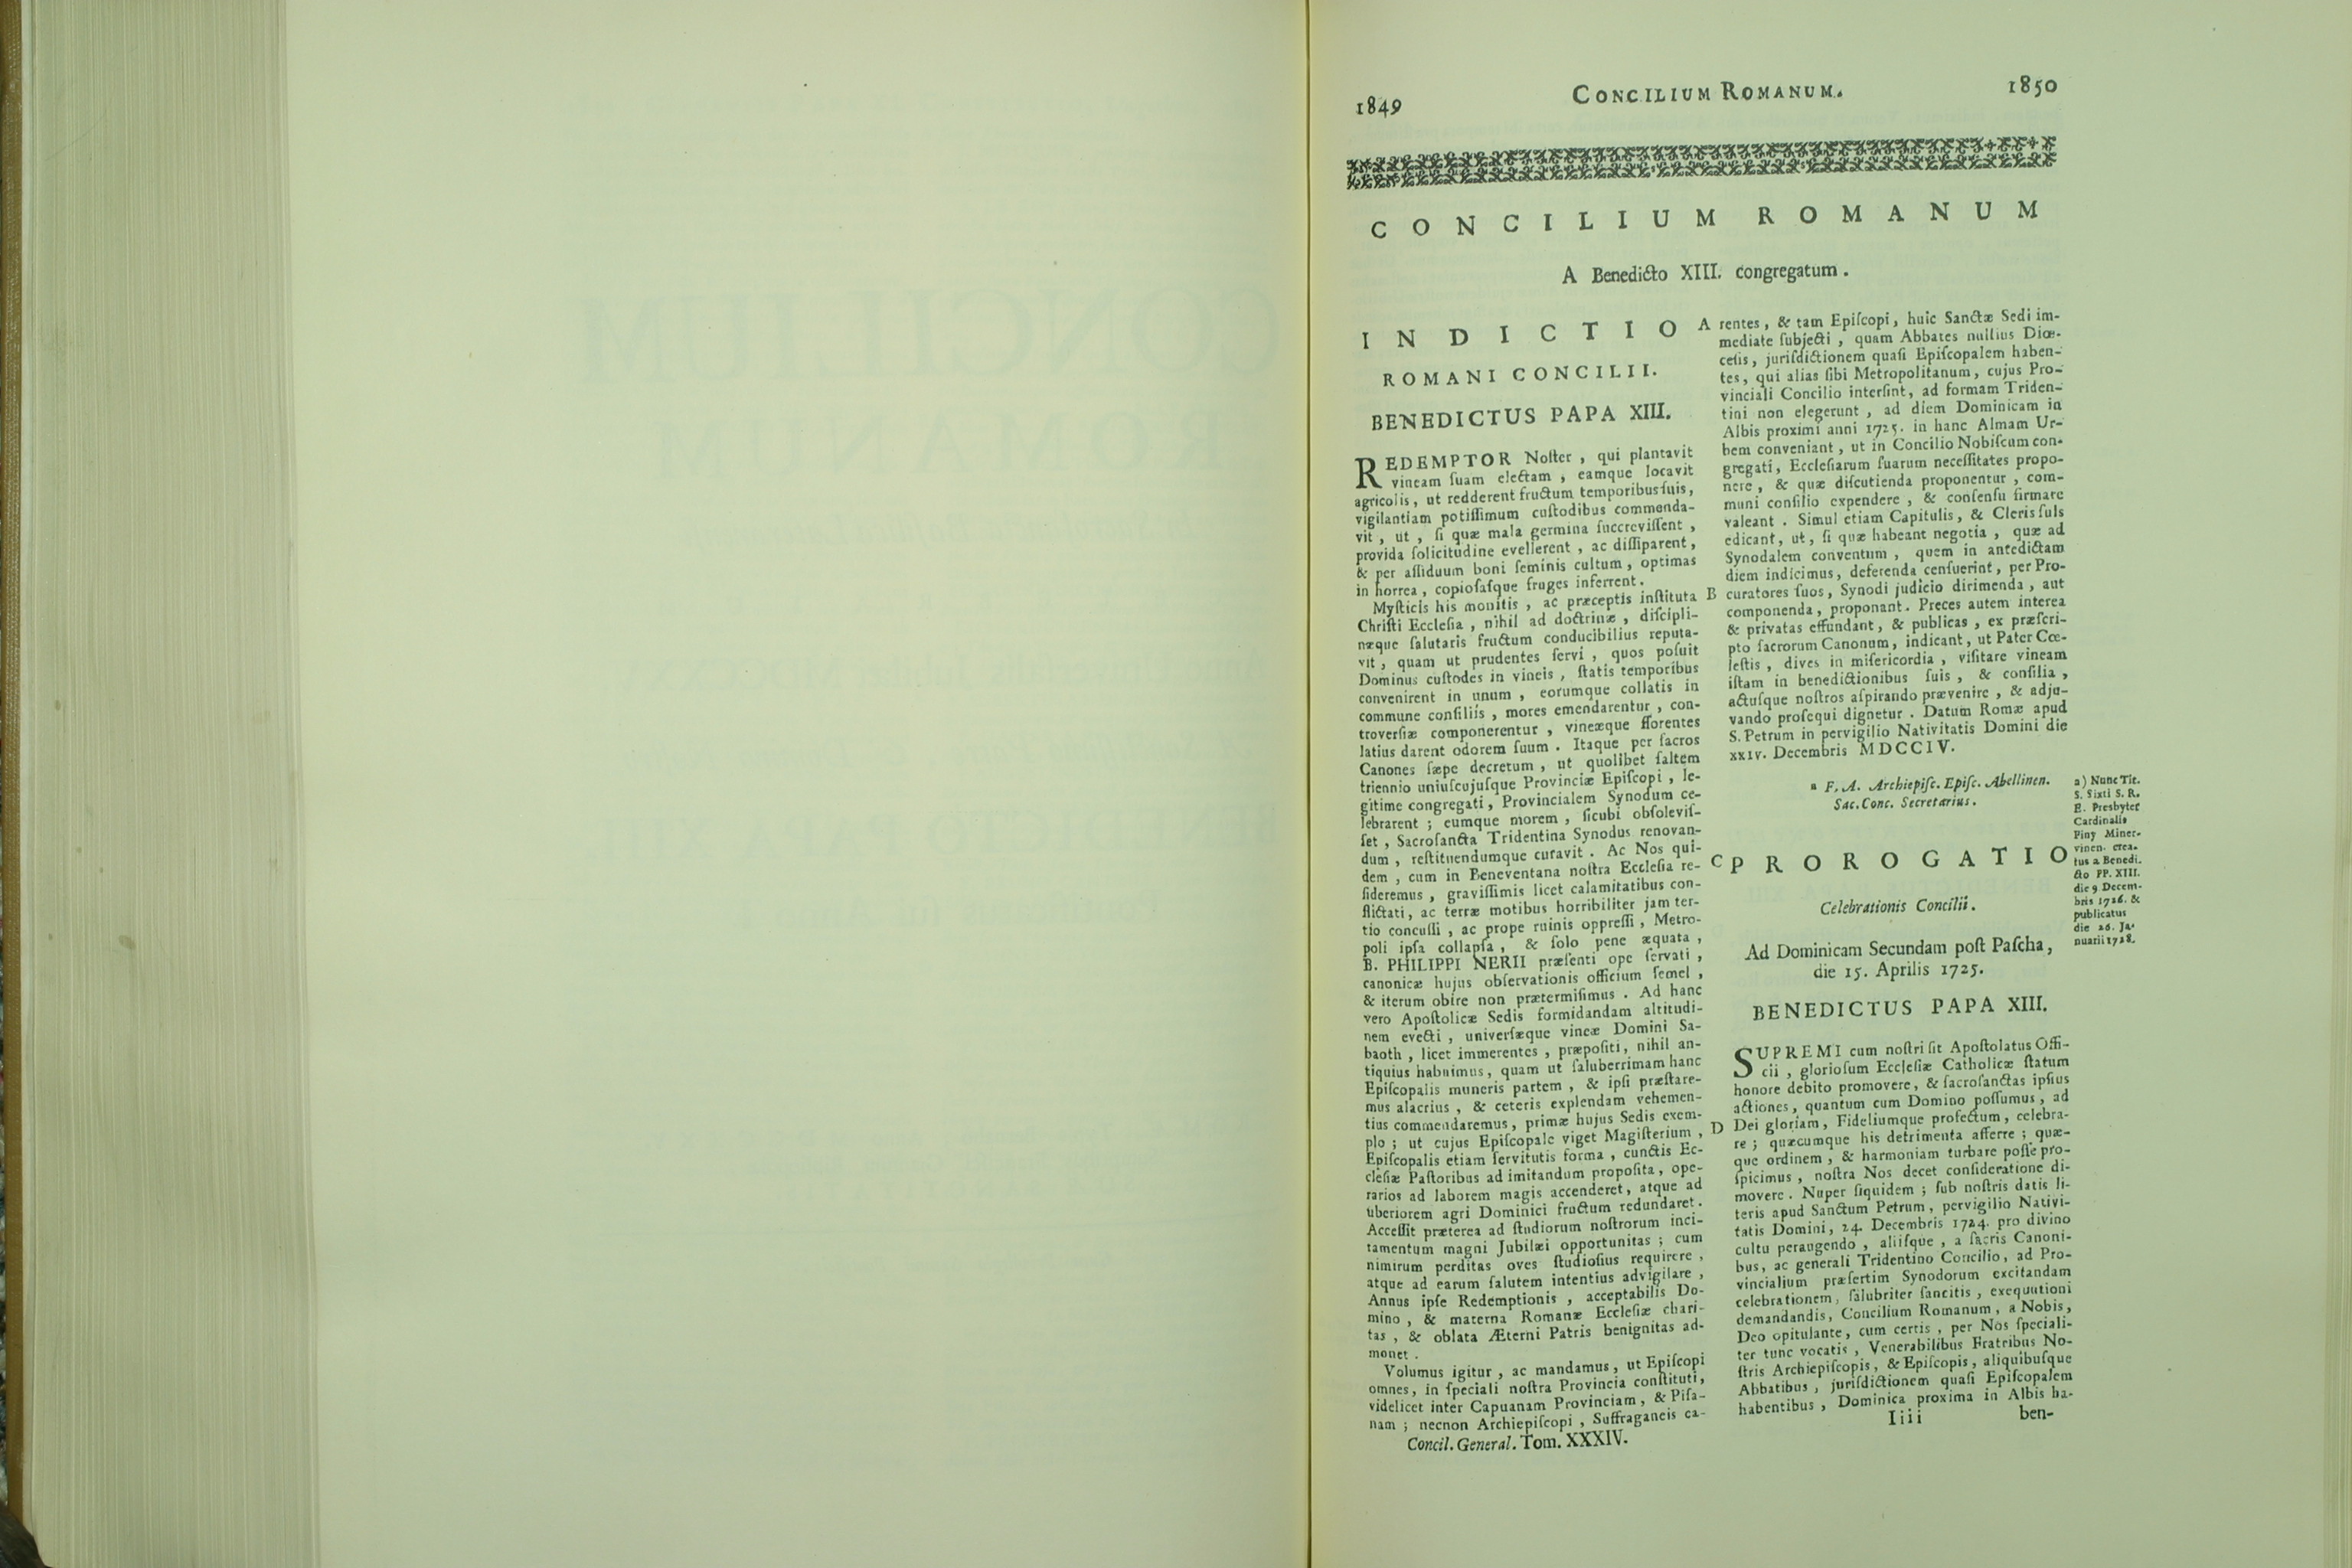 1849
CONCILIUM ROMANUM.
1850
CONCILIUM ROMANUM
A Benedicto XIII. congregatum.
INDICTIO
ROMANI CONCILII.
BENEDICTUS PAPA XIII.
REDEMPTOR Noſter, qui plantavit
vineam ſuam electam, eamque locavit
agricolis, ut redderent fructum temporibus ſuis,
vigilantiam potiſſimum cuſtodibus commenda-
vit, ut, ſi quæ mala germina ſuccreviſſent,
provida ſolicitudine evellerent, ac diſſiparent,
& per aſſiduum boni ſeminis cultum, optimas
in horrea, copioſaſque fruges inferrent.
Myſticis his monitis, ac præceptis inſtituta
Chriſti Eccleſia, nihil ad doctrinæ, diſcipli-
næque ſalutaris fructum conducibilius reputa-
vit, quam ut prudentes ſervi, quos poſuit
Dominus cuſtodes in vineis, ſtatis temporibus
convenirent in unum, eorumque collatis in
commune conſiliis, mores emendarentur, con-
troverſiæ componerentur, vineæque fflorentes
latius darent odorem ſuum. Itaque per ſacros
Canones ſæpe decretum, ut quolibet ſaltem
triennio uniuſcujuſque Provinciæ Epiſcopi, le-
gitime congregati, Provincialem Synodum ce-
lebrarent; eumque morem, ſicubi obſoleviſ-
ſet, Sacroſancta Tridentina Synodus renovan-
dum, reſtituendumque curavit. Ac Nos qui-
dem, cum in Beneventana noſtra Eccleſia re-
ſideremus, graviſſimis licet calamitatibus con-
flictati, ac terræ motibus horribiliter jam ter-
tio concuſſi, ac prope ruinis oppreſſi, Metro-
poli ipſa collapſa, & ſolo pene æquata,
B. PHILIPPI NERII præſenti ope ſervati,
canonicæ hujus obſervationis officium ſemel,
& iterum obire non prætermiſimus. Ad hanc
vero Apoſtolicæ Sedis formidandam altitudi-
nem evecti, univerſæque vineæ Domini Sa-
baoth, licet immerentes, præpoſiti, nihil an-
tiquius habuimus, quam ut ſaluberrimam hanc
Epiſcopalis muneris partem, & ipſi præſtare-
mus alacrius, & ceteris explendam vehemen-
tius commendaremus, primæ hujus Sedis exem-
plo; ut cujus Epiſcopale viget Magiſterium,
Epiſcopalis etiam ſervitutis forma, cunctis Ec-
cleſiæ Paſtoribus ad imitandum propoſita, ope-
rarios ad laborem magis accenderet, atque ad
uberiorem agri Dominici fructum redundaret.
Acceſſit præterea ad ſtudiorum noſtrorum inci-
tamentum magni Jubilæi opportunitas; cum
nimirum perditas oves ſtudioſius requirere,
atque ad earum ſalutem intentius advigilare,
Annus ipſe Redemptionis, acceptabilis Do-
mino, & materna Romanæ Eccleſiæ chari-
tas, & oblata Æterni Patris benignitas ad-
monet.
Volumus igitur, ac mandamus, ut Epiſcopi
omnes, in ſpeciali noſtra Provincia conſtituti,
videlicet inter Capuanam Provinciam, & Piſa-
nam; necnon Archiepiſcopi, Suffraganeis ca-
Concil. General. Tom. XXXIV.
A
B
C
D
rentes, & tam Epiſcopi, huic Sanctæ Sedi im-
mediate ſubjecti, quam Abbates nullius Diœ-
ceſis, juriſdictionem quaſi Epiſcopalem haben-
tes, qui alias ſibi Metropolitanum, cujus Pro-
vinciali Concilio interſint, ad formam Triden-
tini non elegerunt, ad diem Dominicam in
Albis proximi anni 1725. in hanc Almam Ur-
bem conveniant, ut in Concilio Nobiſcum con-
gregati, Eccleſiarum ſuarum neceſſitates propo-
nere, & quæ diſcutienda proponentur, com-
muni conſilio expendere, & conſenſu firmare
valeant. Simul etiam Capitulis, & Cleris ſuis
edicant, ut, ſi quæ habeant negotia, quæ ad
Synodalem conventum, quem in antedictam
diem indicimus, deferenda cenſuerint, per Pro-
curatores ſuos, Synodi judicio dirimenda, aut
componenda, proponant. Preces autem interea
& privatas effundant, & publicas, ex præſcri-
pto ſacrorum Canonum, indicant, ut Pater Cœ-
leſtis, dives in miſericordia, viſitare vineam
iſtam in benedictionibus ſuis, & conſilia,
actuſque noſtros aſpirando prævenire, & adju-
vando proſequi dignetur. Datum Romæ apud
S. Petrum in pervigilio Nativitatis Domini die
xxiv. Decembris MDCCIV.
a F. A. Archiepiſc. Epiſc. Abellinen.
Sac. Conc. Secretarius.
a) Nunc Tit.
S. Sixti S. R.
E. Presbyter
Cardinalis
Piny Miner-
vinen. crea-
tus a Benedi-
cto PP. XIII.
die 9 Decem-
bris 1726. &
publicatus
die 26. Ja-
nuarii 1728.
PROROGATIO
Celebrationis Concilii.
Ad Dominicam Secundam poſt Paſcha,
die 15. Aprilis 1725.
BENEDICTUS PAPA XIII.
SUPREMI cum noſtri ſit Apoſtolatus Offi-
cii, glorioſum Eccleſiæ Catholicæ ſtatum
honore debito promovere, & ſacroſanctas ipſius
actiones, quantum cum Domino poſſumus, ad
Dei gloriam, Fideliumque profectum, celebra-
re; quæcumque his detrimenta afferre; quæ-
que ordinem, & harmoniam turbare poſſe pro-
ſpicimus, noſtra Nos decet conſideratione di-
movere. Nuper ſiquidem; ſub noſtris datis li-
teris apud Sanctum Petrum, pervigilio Nativi-
tatis Domini, 24. Decembris 1724. pro divino
cultu peraugendo, aliiſque, a ſacris Canoni-
bus, ac generali Tridentino Concilio, ad Pro-
vincialium præſertim Synodorum excitandam
celebrationem, ſalubriter ſancitis, exequutioni
demandandis, Concilium Romanum, a Nobis,
Deo opitulante, cum certis, per Nos ſpeciali-
ter tunc vocatis, Venerabilibus Fratribus No-
ſtris Archiepiſcopis, & Epiſcopis, aliquibuſque
Abbatibus, juriſdictionem quaſi Epiſcopalem
habentibus, Dominica proxima in Albis ha-
Iiii
ben-